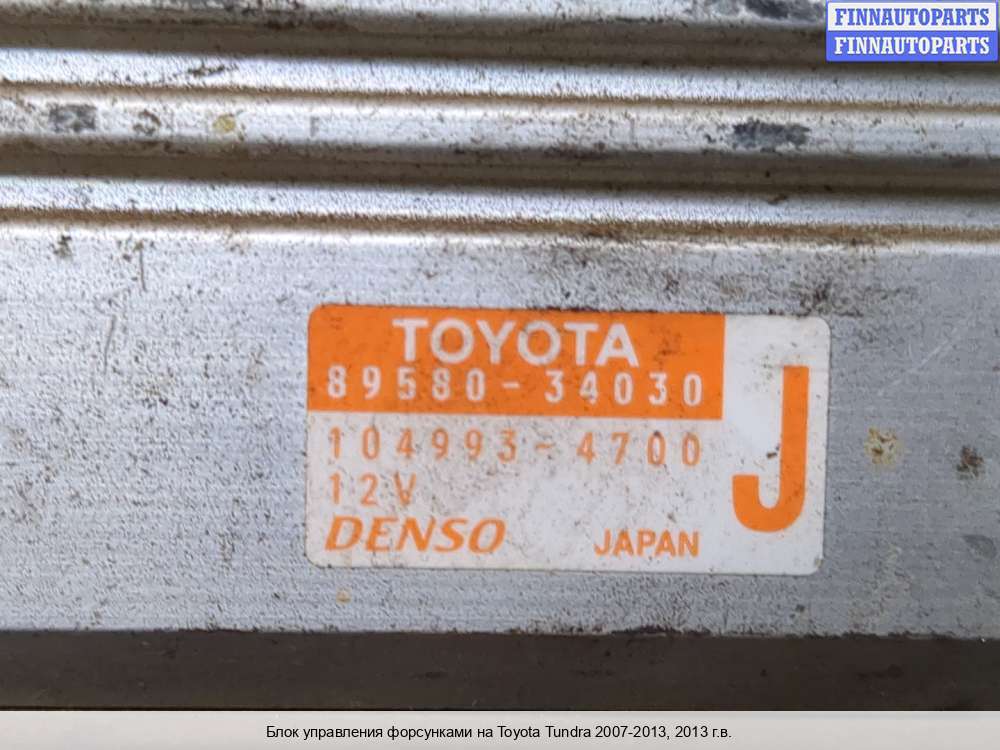 FINNAUTOPARTS
FINNAUTOPARTS
TOYOTA
89580-34030
104993-4700
12V
DENSO JAPAN
J
Блок управления форсунками на Toyota Tundra 2007-2013, 2013 г.в.